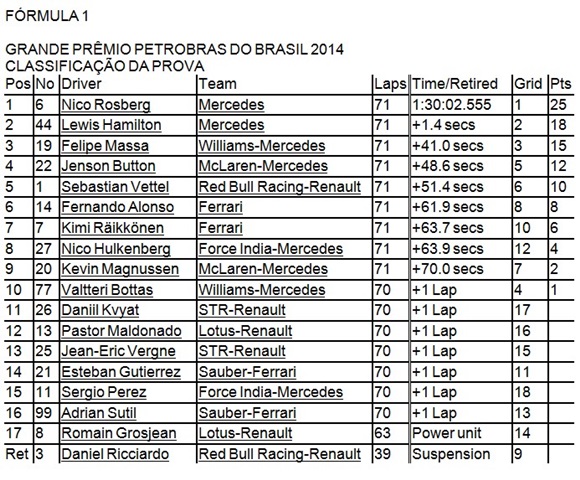 FÓRMULA 1
GRANDE PRÊMIO PETROBRAS DO BRASIL 2014
CLASSIFICAÇÃO DA PROVA
Pos No Driver Team Laps Time/Retired Grid Pts
1 6 Nico Rosberg Mercedes 71 1:30:02.555 1 25
2 44 Lewis Hamilton Mercedes 71 +1.4 secs 2 18
3 19 Felipe Massa Williams-Mercedes 71 +41.0 secs 3 15
4 22 Jenson Button McLaren-Mercedes 71 +48.6 secs 5 12
5 1 Sebastian Vettel Red Bull Racing-Renault 71 +51.4 secs 6 10
6 14 Fernando Alonso Ferrari 71 +61.9 secs 8 8
7 7 Kimi Räikkönen Ferrari 71 +63.7 secs 10 6
8 27 Nico Hulkenberg Force India-Mercedes 71 +63.9 secs 12 4
9 20 Kevin Magnussen McLaren-Mercedes 71 +70.0 secs 7 2
10 77 Valtteri Bottas Williams-Mercedes 70 +1 Lap 4 1
11 26 Daniil Kvyat STR-Renault 70 +1 Lap 17
12 13 Pastor Maldonado Lotus-Renault 70 +1 Lap 16
13 25 Jean-Eric Vergne STR-Renault 70 +1 Lap 15
14 21 Esteban Gutierrez Sauber-Ferrari 70 +1 Lap 11
15 11 Sergio Perez Force India-Mercedes 70 +1 Lap 18
16 99 Adrian Sutil Sauber-Ferrari 70 +1 Lap 13
17 8 Romain Grosjean Lotus-Renault 63 Power unit 14
Ret 3 Daniel Ricciardo Red Bull Racing-Renault 39 Suspension 9